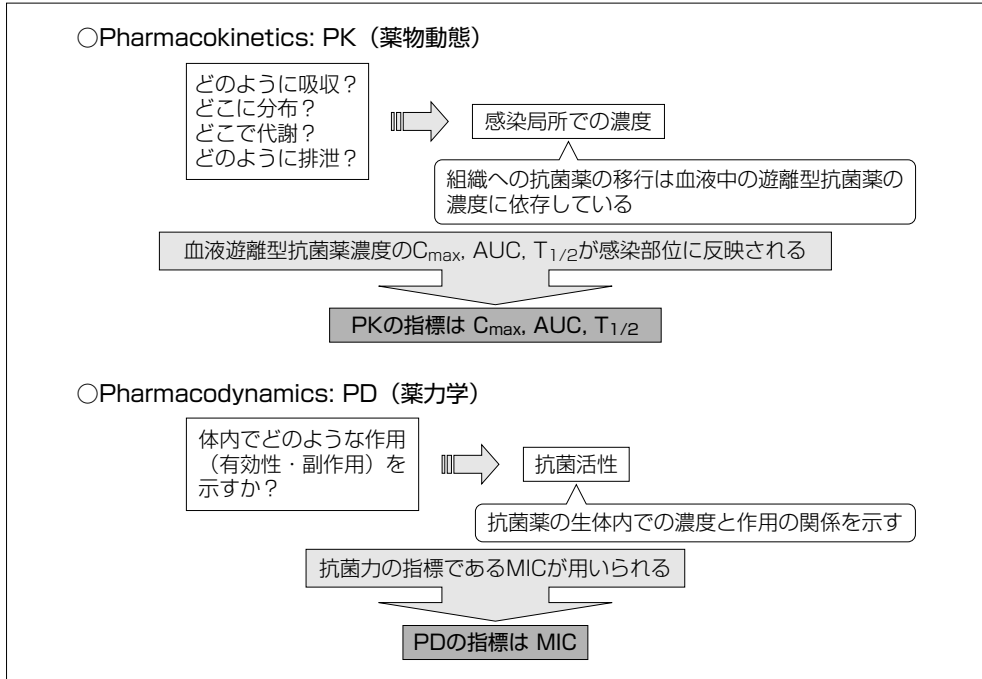 ○Pharmacokinetics: PK（薬物動態）
どのように吸収？
どこに分布？
どこで代謝？
どのように排泄？
感染局所での濃度
組織への抗菌薬の移行は血液中の遊離型抗菌薬の
濃度に依存している
血液遊離型抗菌薬濃度のCmax, AUC, T1/2が感染部位に反映される
PKの指標は Cmax, AUC, T1/2
○Pharmacodynamics: PD（薬力学）
体内でどのような作用
（有効性・副作用）を
示すか？
抗菌活性
抗菌薬の生体内での濃度と作用の関係を示す
抗菌力の指標であるMICが用いられる
PDの指標は MIC